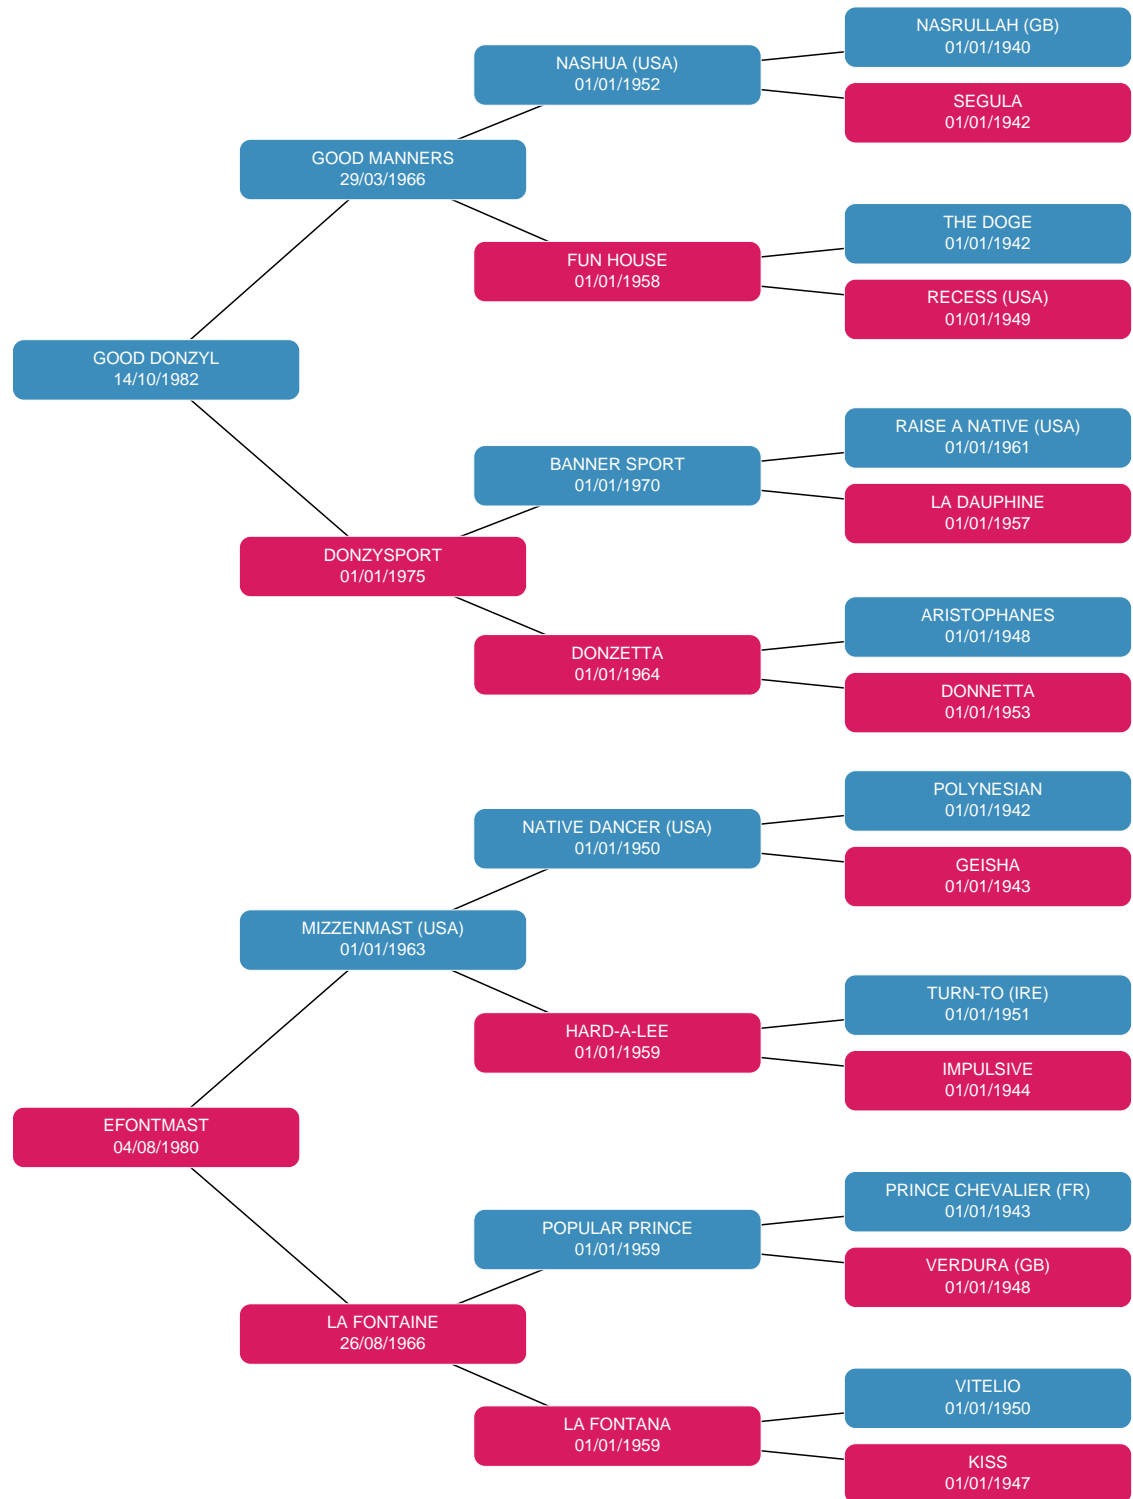 NASRULLAH (GB)
01/01/1940
NASHUA (USA)
01/01/1952
SEGULA
01/01/1942
GOOD MANNERS
29/03/1966
THE DOGE
01/01/1942
FUN HOUSE
01/01/1958
RECESS (USA)
01/01/1949
GOOD DONZYL
14/10/1982
RAISE A NATIVE (USA)
01/01/1961
BANNER SPORT
01/01/1970
LA DAUPHINE
01/01/1957
DONZYSPORT
01/01/1975
ARISTOPHANES
01/01/1948
DONZETTA
01/01/1964
DONNETTA
01/01/1953
POLYNESIAN
01/01/1942
NATIVE DANCER (USA)
01/01/1950
GEISHA
01/01/1943
MIZZENMAST (USA)
01/01/1963
TURN-TO (IRE)
01/01/1951
HARD-A-LEE
01/01/1959
IMPULSIVE
01/01/1944
EFONTMAST
04/08/1980
PRINCE CHEVALIER (FR)
01/01/1943
POPULAR PRINCE
01/01/1959
VERDURA (GB)
01/01/1948
LA FONTAINE
26/08/1966
VITELIO
01/01/1950
LA FONTANA
01/01/1959
KISS
01/01/1947